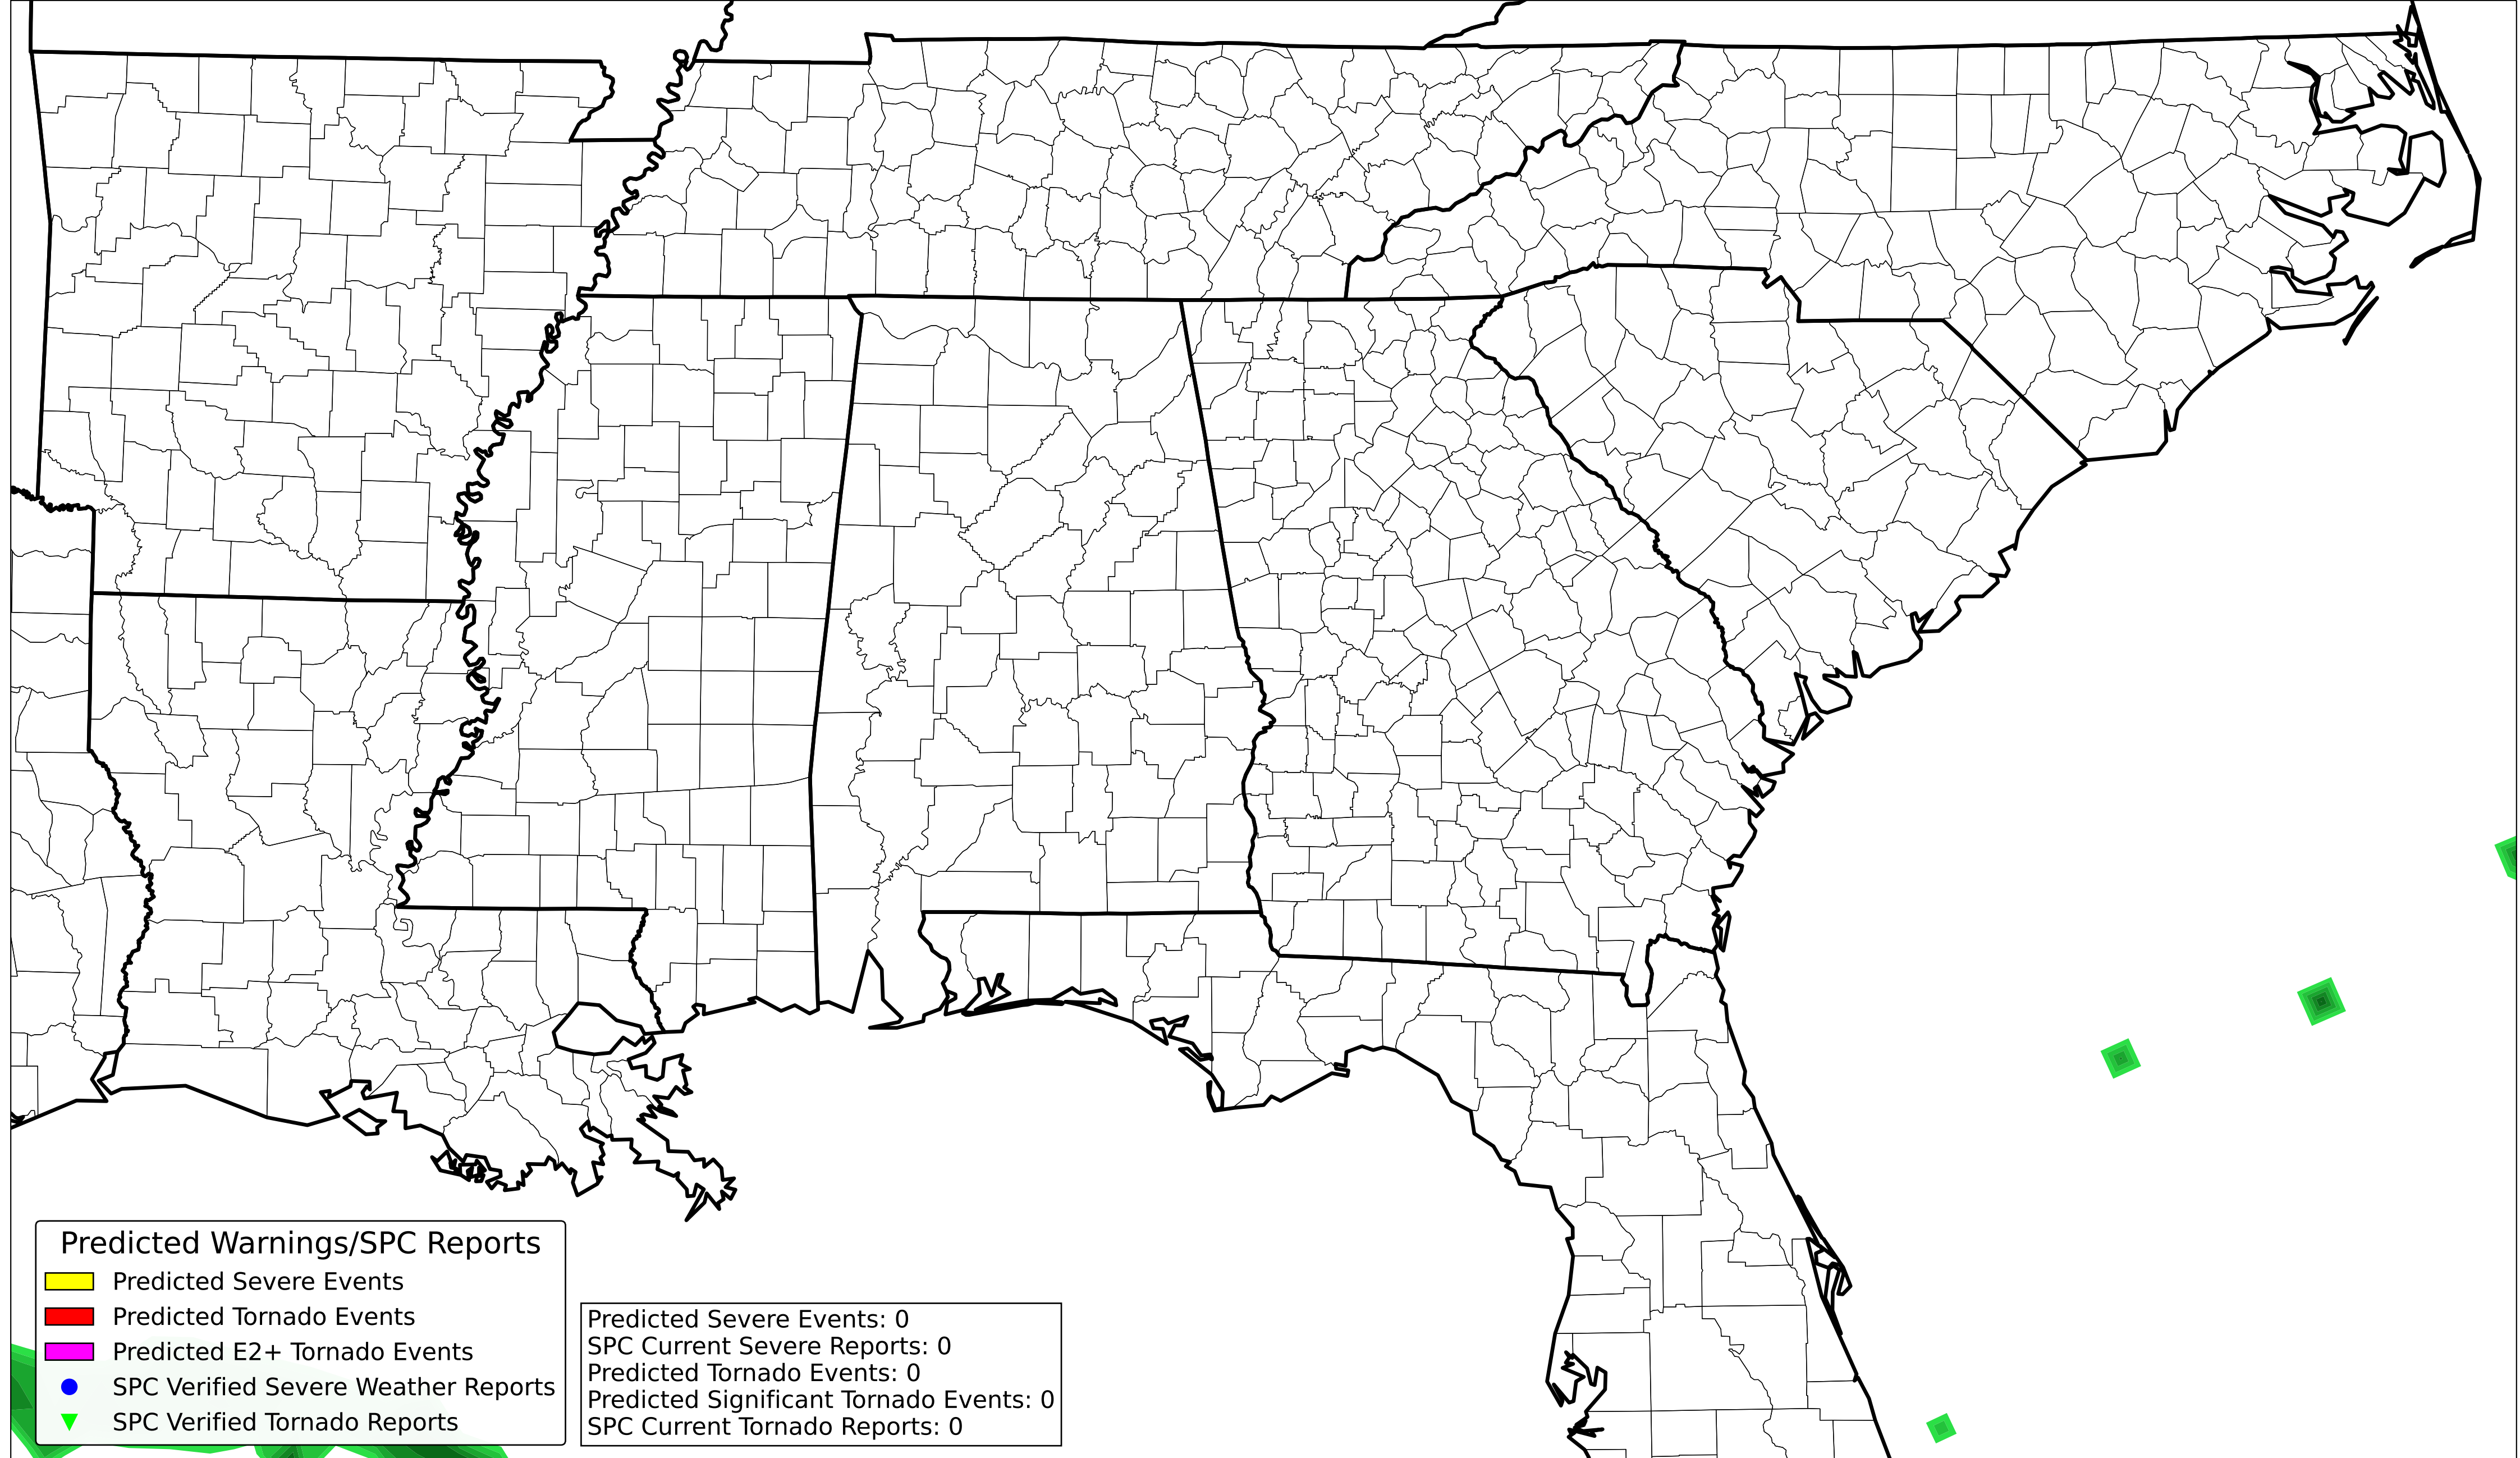 Predicted Warnings/SPC Reports
Predicted Severe Events
Predicted Tornado Events
Predicted E2+ Tornado Events
SPC Verified Severe Weather Reports
SPC Verified Tornado Reports
Predicted Severe Events: 0
SPC Current Severe Reports: 0
Predicted Tornado Events: 0
Predicted Significant Tornado Events: 0
SPC Current Tornado Reports: 0